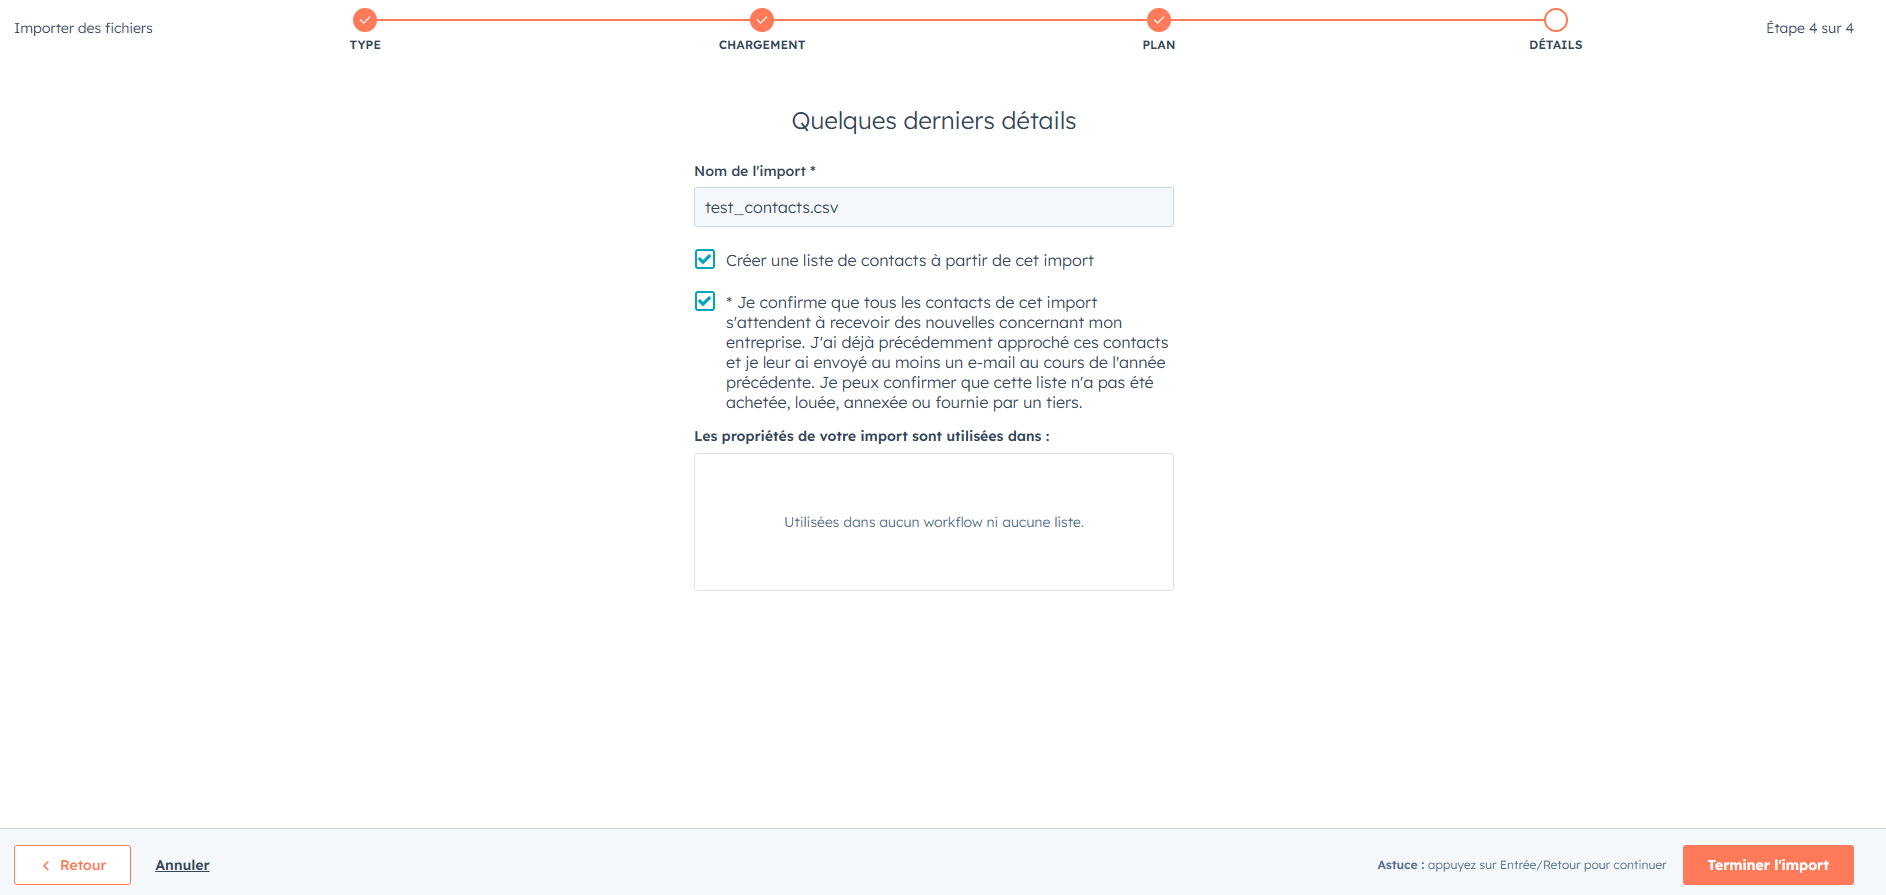 Importer des fichiers
TYPE
CHARGEMENT
PLAN
DÉTAILS
Étape 4 sur 4
Quelques derniers détails
Nom de l'import *
test_contacts.csv
Créer une liste de contacts à partir de cet import
* Je confirme que tous les contacts de cet import
s'attendent à recevoir des nouvelles concernant mon
entreprise. J'ai déjà précédemment approché ces contacts
et je leur ai envoyé au moins un e-mail au cours de l'année
précédente. Je peux confirmer que cette liste n'a pas été
achetée, louée, annexée ou fournie par un tiers.
Les propriétés de votre import sont utilisées dans :
Utilisées dans aucun workflow ni aucune liste.
Retour
Annuler
Astuce : appuyez sur Entrée/Retour pour continuer
Terminer l'import